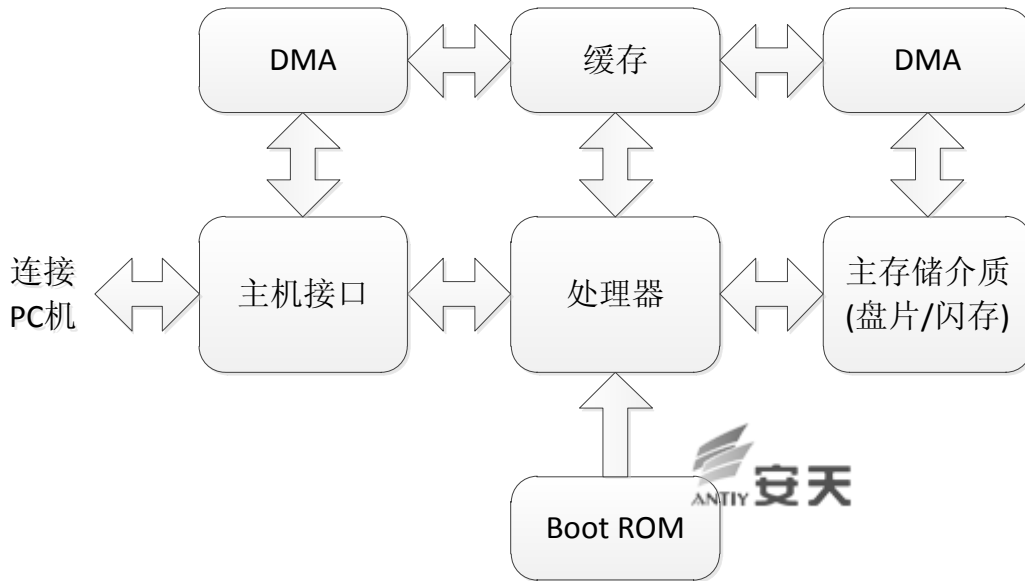 DMA
缓存
DMA
连接
PC机
主机接口
处理器
主存储介质
(盘片/闪存)
ANTIY 安天
Boot ROM